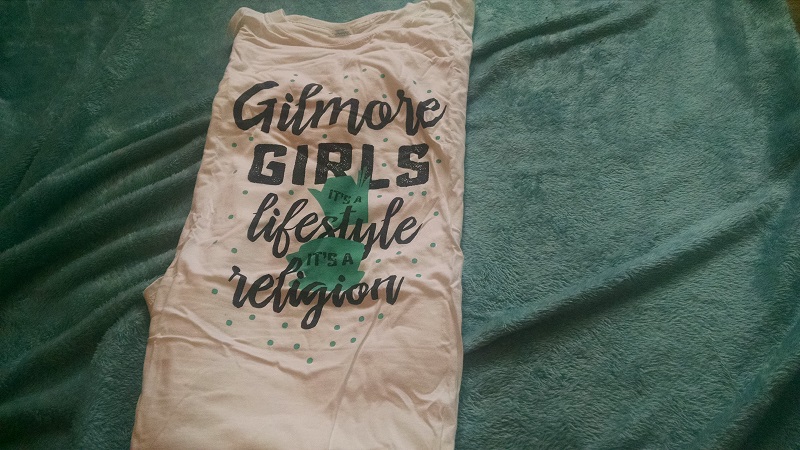 Gilmore
GIRLS
IT'S A
lifestyle
IT'S A
religion